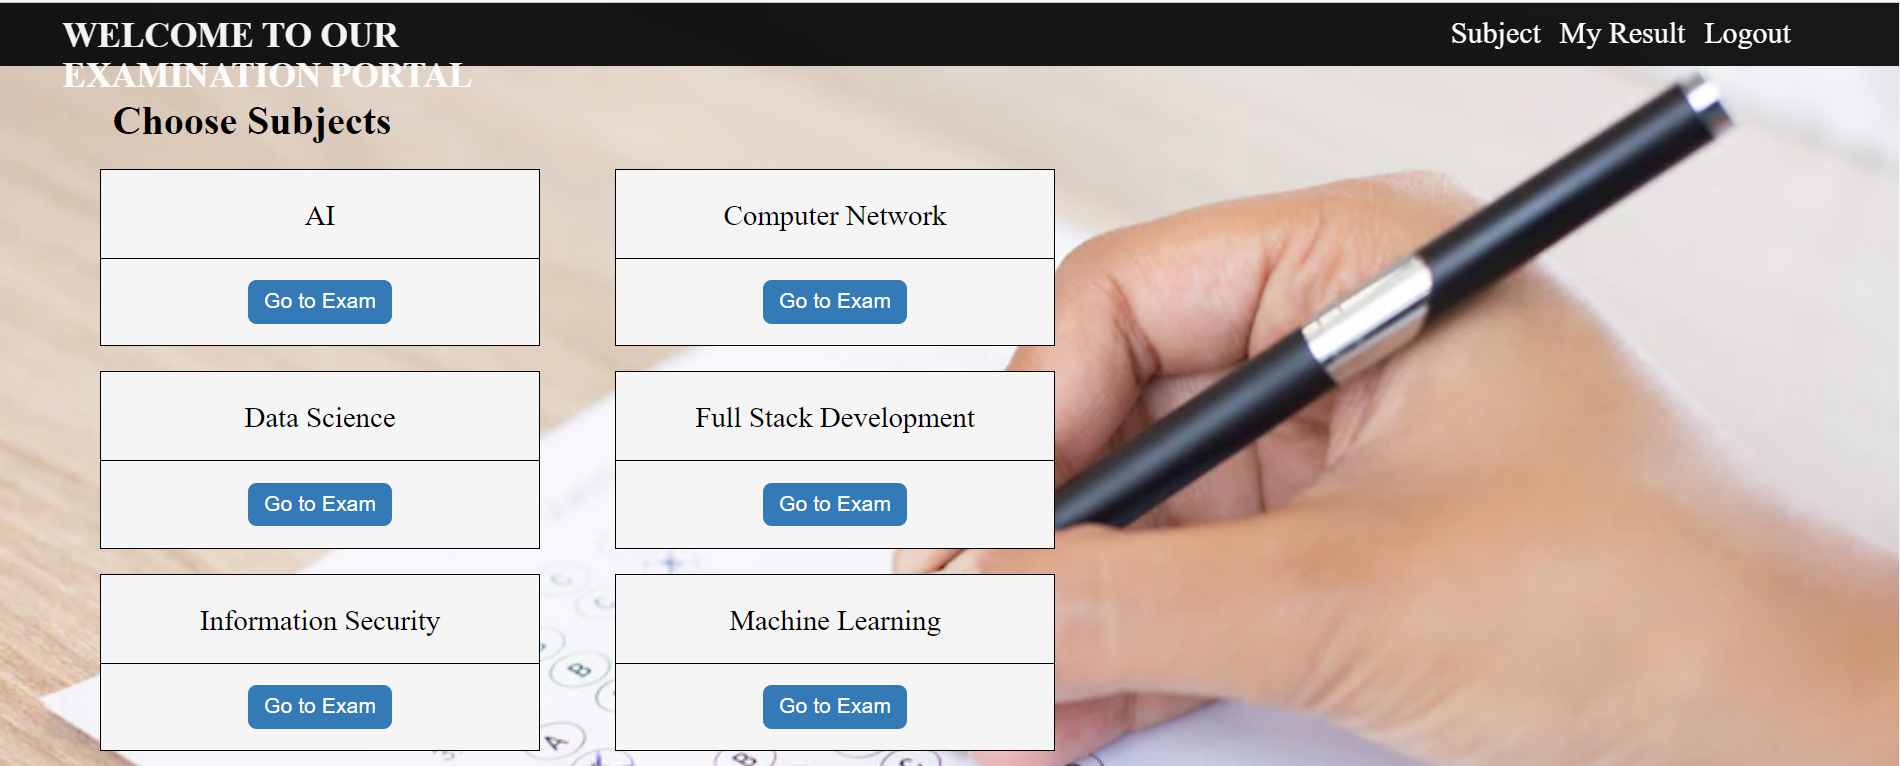 WELCOME TO OUR
EXAMINATION PORTAL
Subject My Result Logout
Choose Subjects
AI
Go to Exam
Computer Network
Go to Exam
Data Science
Go to Exam
Full Stack Development
Go to Exam
Information Security
Go to Exam
Machine Learning
Go to Exam
B
A
B